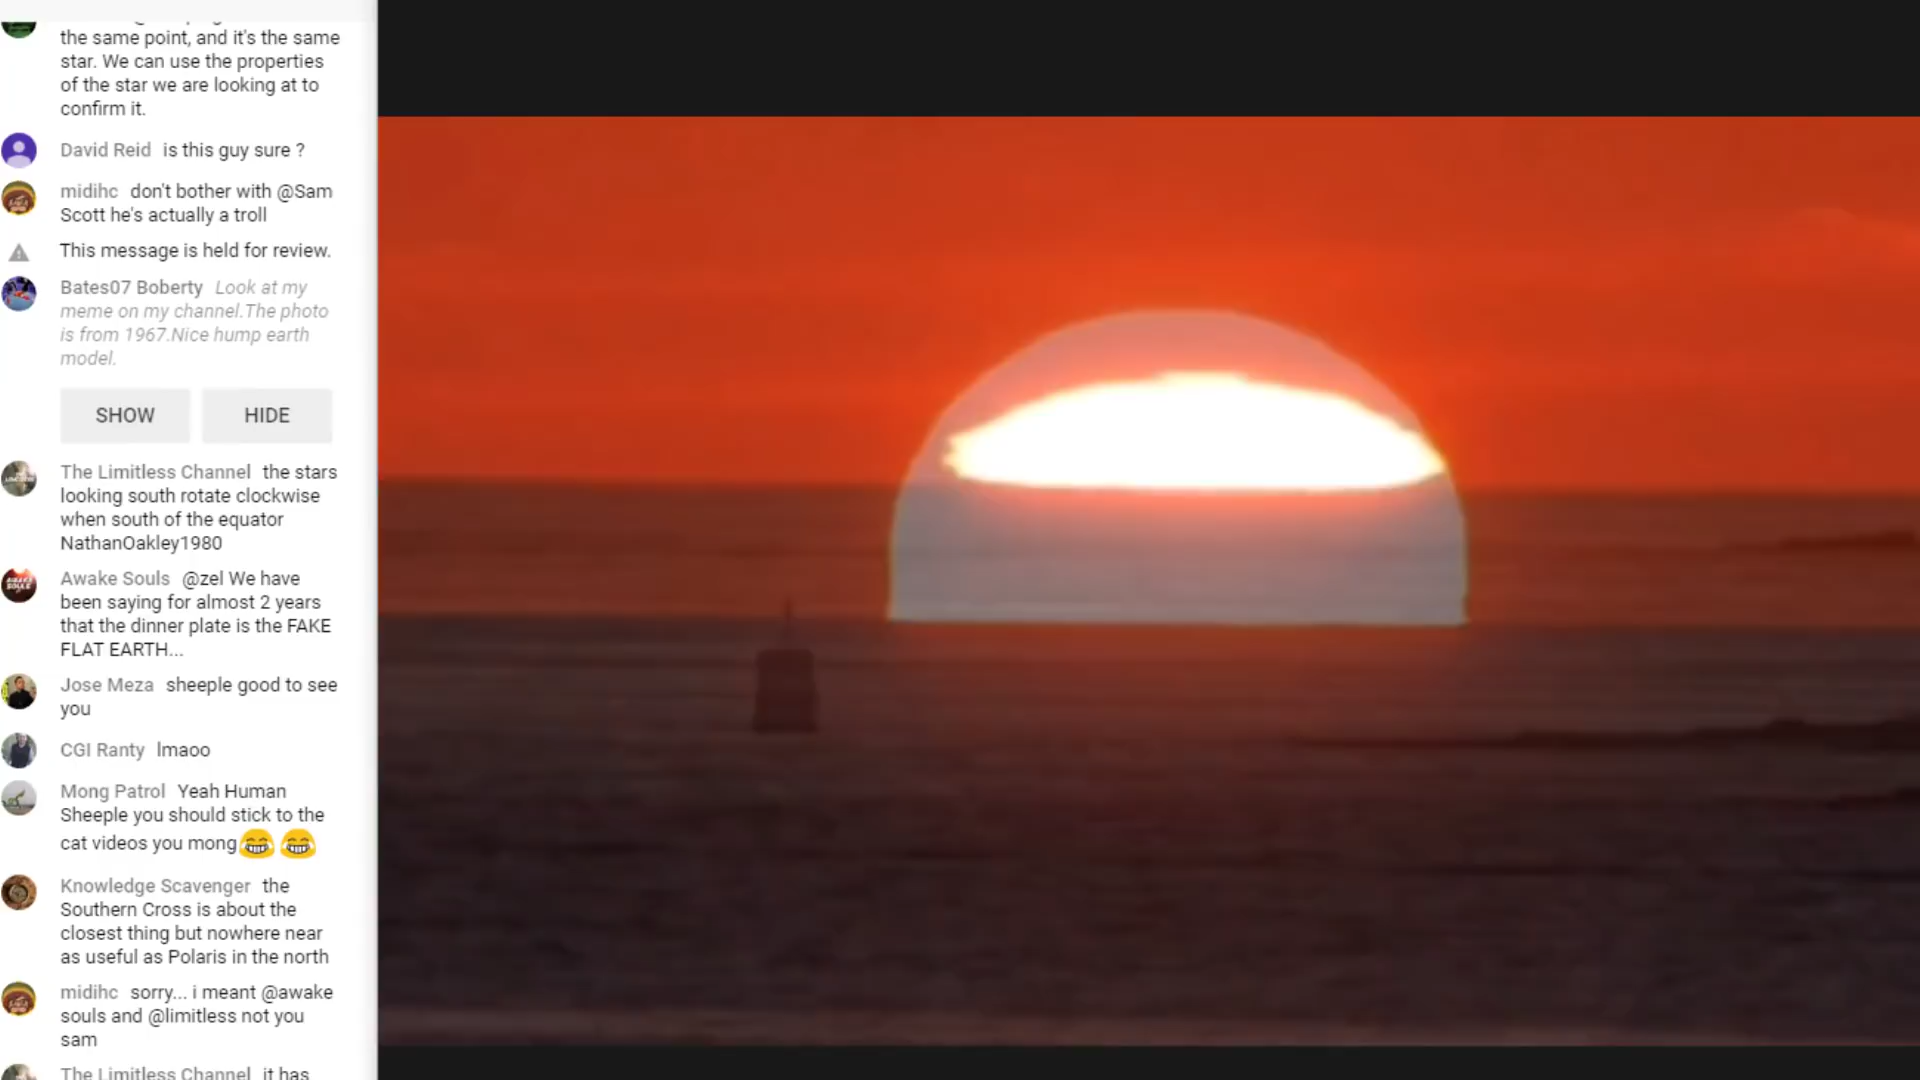 the same point, and it's the same
star. We can use the properties
of the star we are looking at to
confirm it.
David Reid is this guy sure ?
midihc don't bother with @Sam
Scott he's actually a troll
This message is held for review.
Bates07 Boberty Look at my
meme on my channel.The photo
is from 1967.Nice hump earth
model.
SHOW HIDE
The Limitless Channel the stars
looking south rotate clockwise
when south of the equator
NathanOakley1980
Awake Souls @zel We have
been saying for almost 2 years
that the dinner plate is the FAKE
FLAT EARTH...
Jose Meza sheeple good to see
you
CGI Ranty lmaoo
Mong Patrol Yeah Human
Sheeple you should stick to the
cat videos you mong😂 😂
Knowledge Scavenger the
Southern Cross is about the
closest thing but nowhere near
as useful as Polaris in the north
midihc sorry... i meant @awake
souls and @limitless not you
sam
The Limitless Channel it has